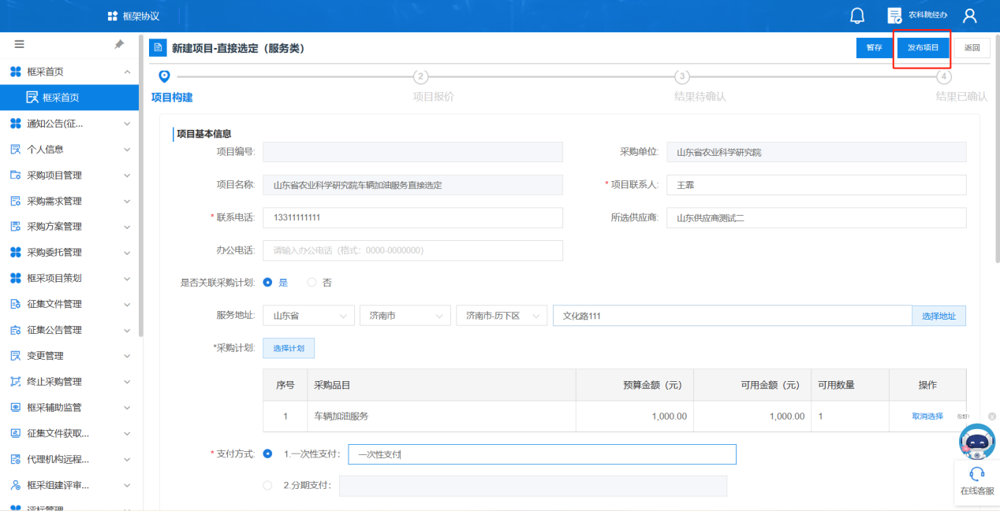 框架协议
农科院经办
框采首页
框采首页
通知公告(征...
个人信息
采购项目管理
采购需求管理
采购方案管理
采购委托管理
框采项目策划
征集文件管理
征集公告管理
变更管理
终止采购管理
框采辅助监管
征集文件获取...
代理机构远程...
框采组建评审...
评标管理
新建项目-直接选定（服务类）
暂存
发布项目
返回
2
3
4
项目构建
项目报价
结果待确认
结果已确认
项目基本信息
项目编号:
采购单位: 山东省农业科学研究院
项目名称: 山东省农业科学研究院车辆加油服务直接选定
* 项目联系人: 王霏
* 联系电话: 13311111111
所选供应商: 山东供应商测试二
办公电话: 请输入办公电话（格式：0000-0000000）
是否关联采购计划: 是 否
服务地址: 山东省 济南市 济南市-历下区 文化路111 选择地址
*采购计划: 选择计划
序号 采购品目 预算金额（元） 可用金额（元） 可用数量 操作
1 车辆加油服务 1,000.00 1,000.00 1 取消选择
你好!
* 支付方式: 1.一次性支付： 一次性支付
2.分期支付：
在线客服